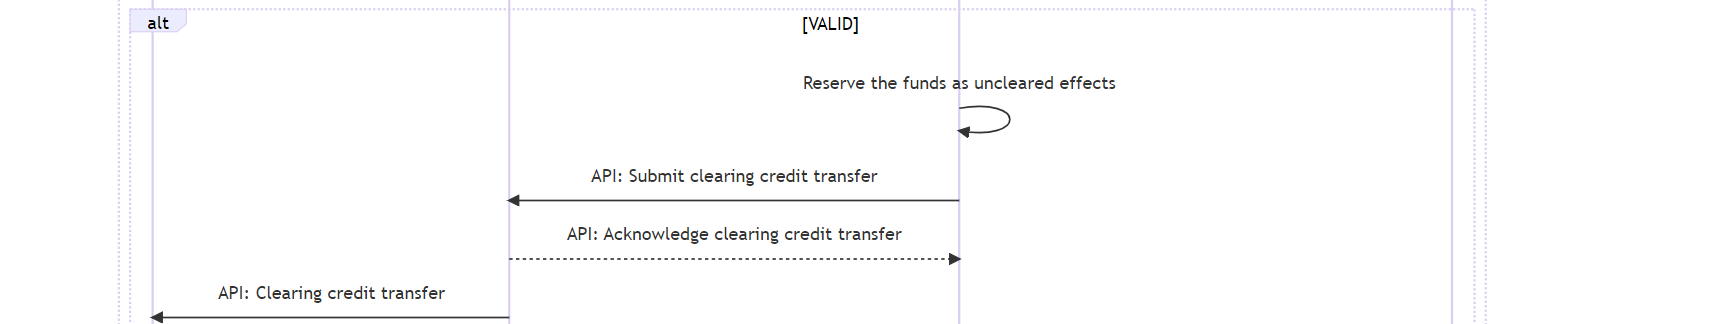 alt
[VALID]
Reserve the funds as uncleared effects
API: Submit clearing credit transfer
API: Acknowledge clearing credit transfer
API: Clearing credit transfer